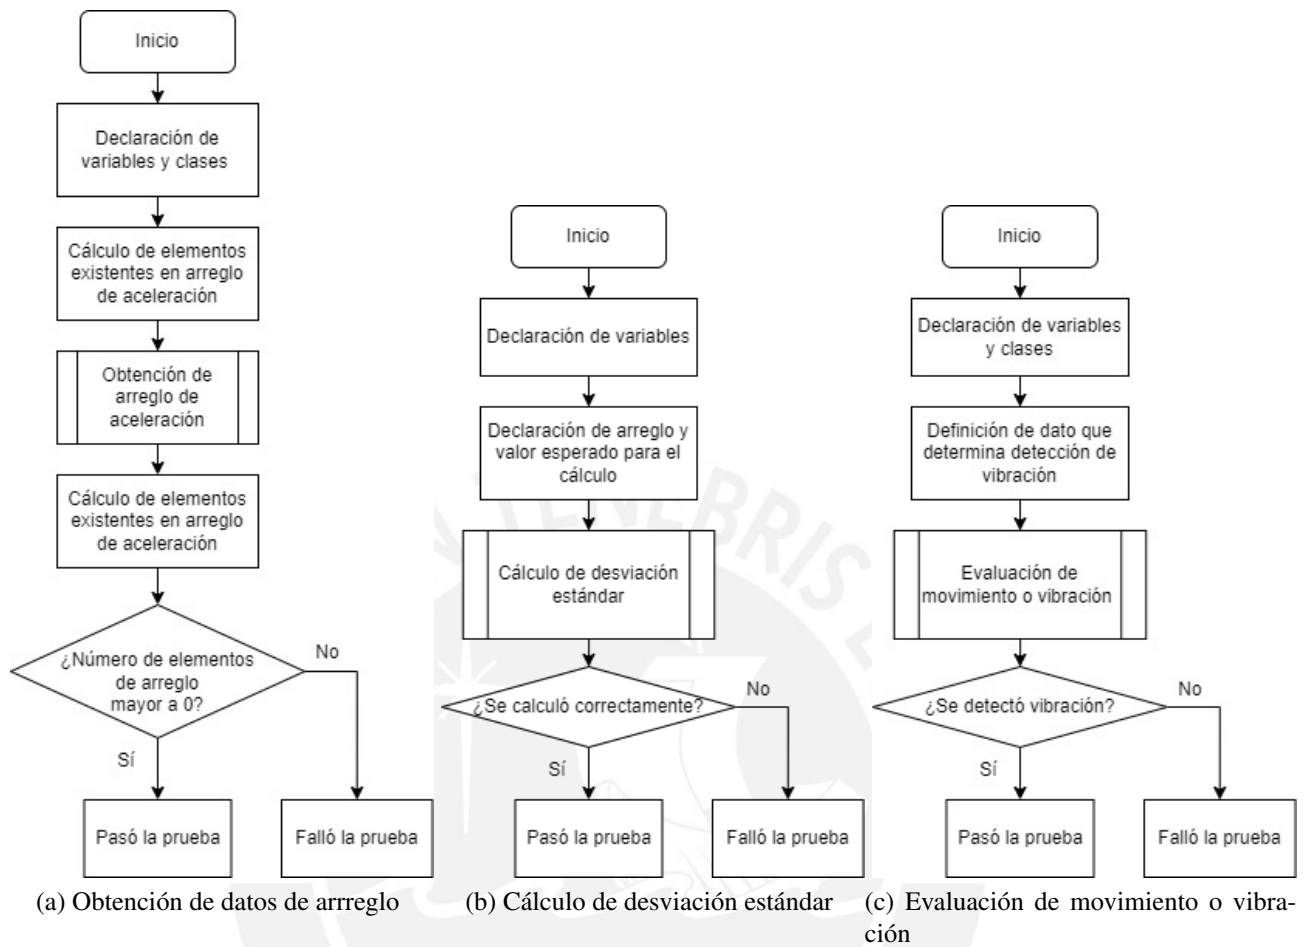 Inicio
Declaración de
variables y clases
Cálculo de elementos
existentes en arreglo
de aceleración
Obtención de
arreglo de
aceleración
Cálculo de elementos
existentes en arreglo
de aceleración
¿Número de elementos
de arreglo
mayor a 0?
No
Sí
Pasó la prueba
Falló la prueba
(a) Obtención de datos de arrreglo
Inicio
Declaración de variables
Declaración de arreglo y
valor esperado para el
cálculo
Cálculo de desviación
estándar
¿Se calculó correctamente?
No
Sí
Pasó la prueba
Falló la prueba
(b) Cálculo de desviación estándar
Inicio
Declaración de variables
y clases
Definición de dato que
determina detección de
vibración
Evaluación de
movimiento o vibración
¿Se detectó vibración?
No
Sí
Pasó la prueba
Falló la prueba
(c) Evaluación de movimiento o vibra-
ción
TENEBRIS